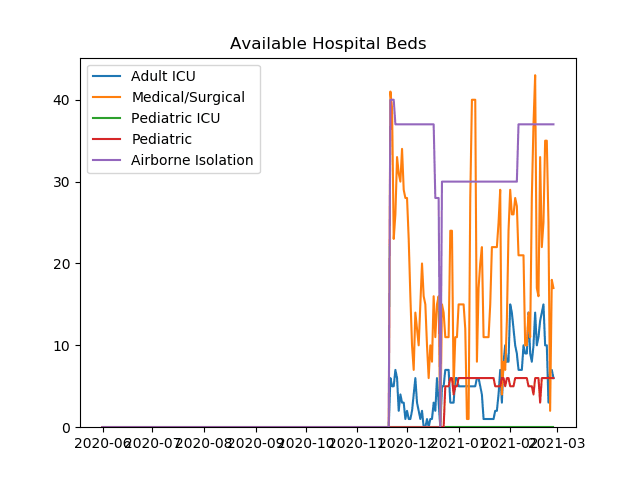 Available Hospital Beds
Adult ICU
Medical/Surgical
Pediatric ICU
Pediatric
Airborne Isolation
40
30
20
10
0
2020-06 2020-07 2020-08 2020-09 2020-10 2020-11 2020-12 2021-01 2021-02 2021-03